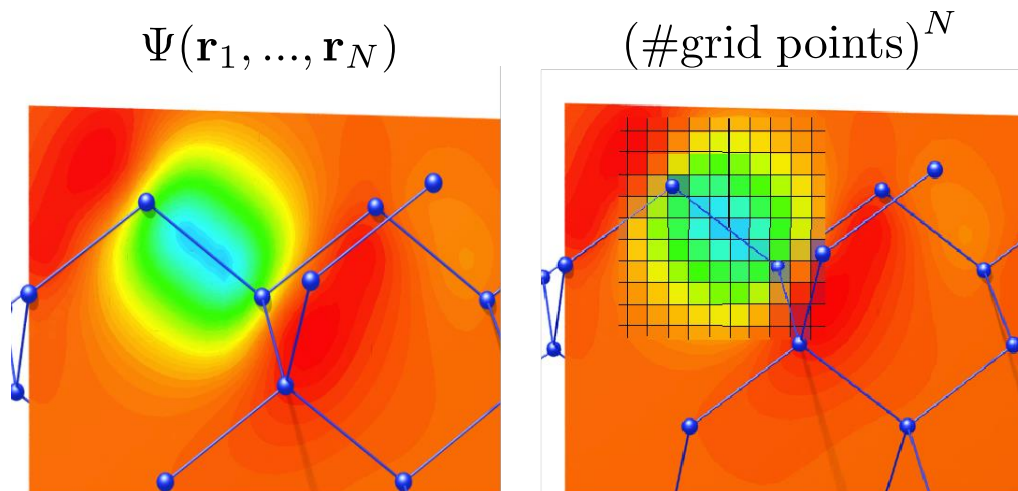 Ψ(r₁, ..., r_N)
(#grid points)^N